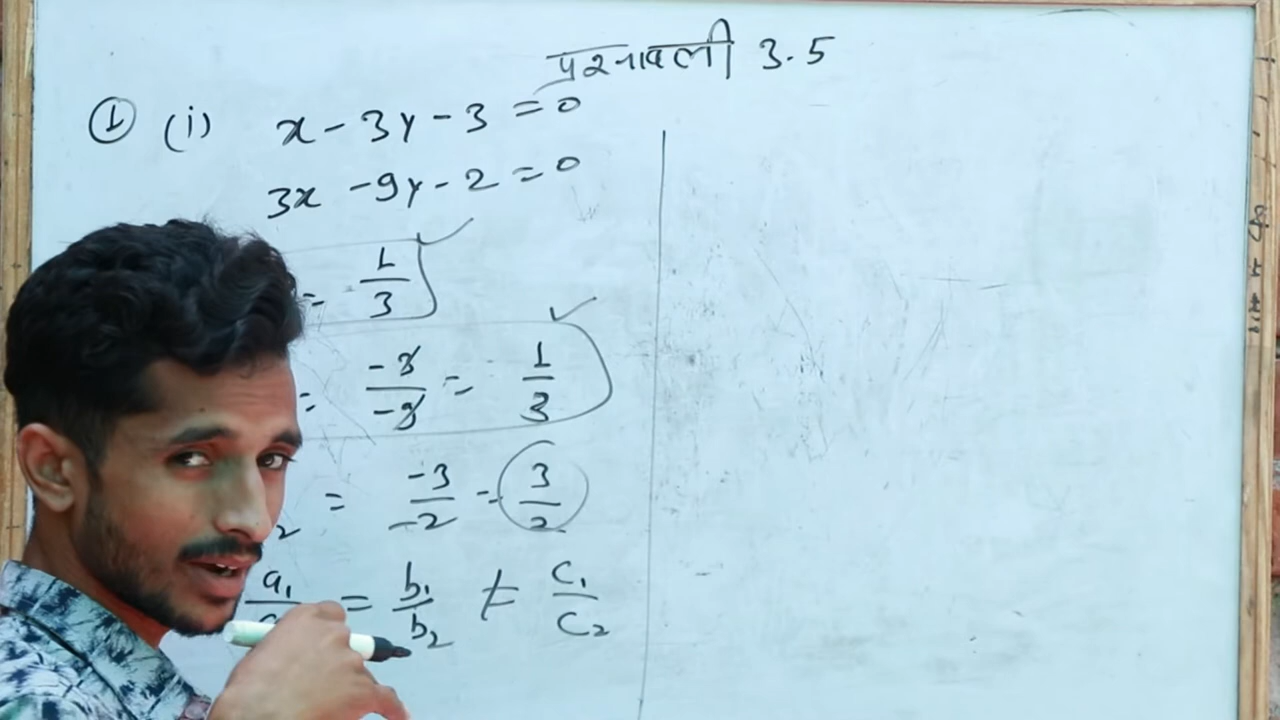 प्रश्नावली 3.5
① (i) x - 3y - 3 = 0
3x - 9y - 2 = 0
= 1/3
= -3/-9 = 1/3
2 = -3/-2 = 3/2
a₁/ = b₁/b₂ ≠ c₁/c₂